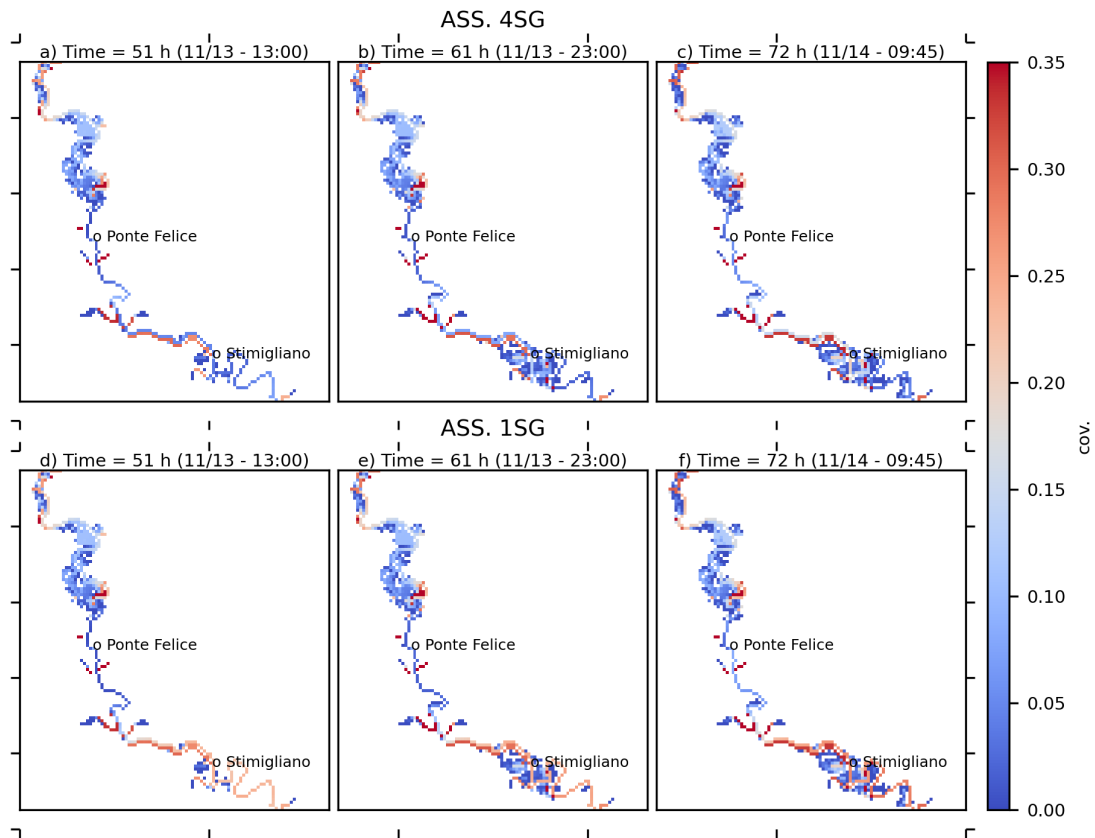 ASS. 4SG
a) Time = 51 h (11/13 - 13:00)
b) Time = 61 h (11/13 - 23:00)
c) Time = 72 h (11/14 - 09:45)
o Ponte Felice
o Ponte Felice
o Ponte Felice
o Stimigliano
o Stimigliano
o Stimigliano
ASS. 1SG
d) Time = 51 h (11/13 - 13:00)
e) Time = 61 h (11/13 - 23:00)
f) Time = 72 h (11/14 - 09:45)
o Ponte Felice
o Ponte Felice
o Ponte Felice
o Stimigliano
o Stimigliano
o Stimigliano
0.35
0.30
0.25
0.20
0.15
0.10
0.05
0.00
cov.